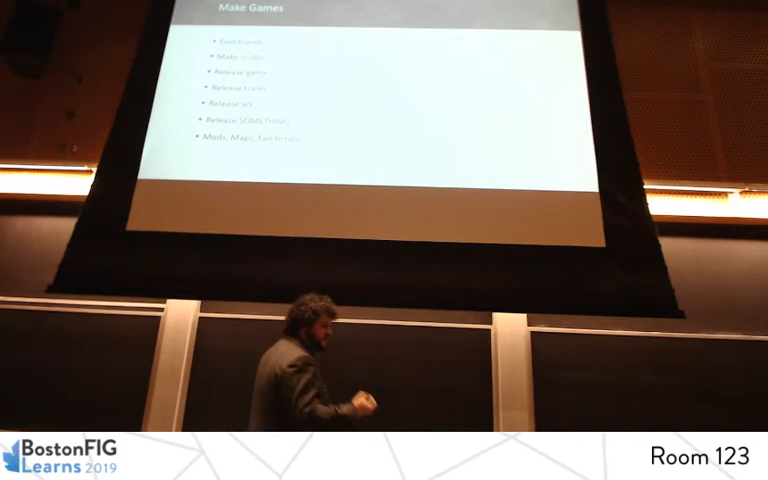 Make Games
• Find friends
• Make studio
• Release game
• Release trailer
• Release art
• Release SOMETHING
• Mods, Maps, Fan fiction
BostonFIG
Learns 2019
Room 123